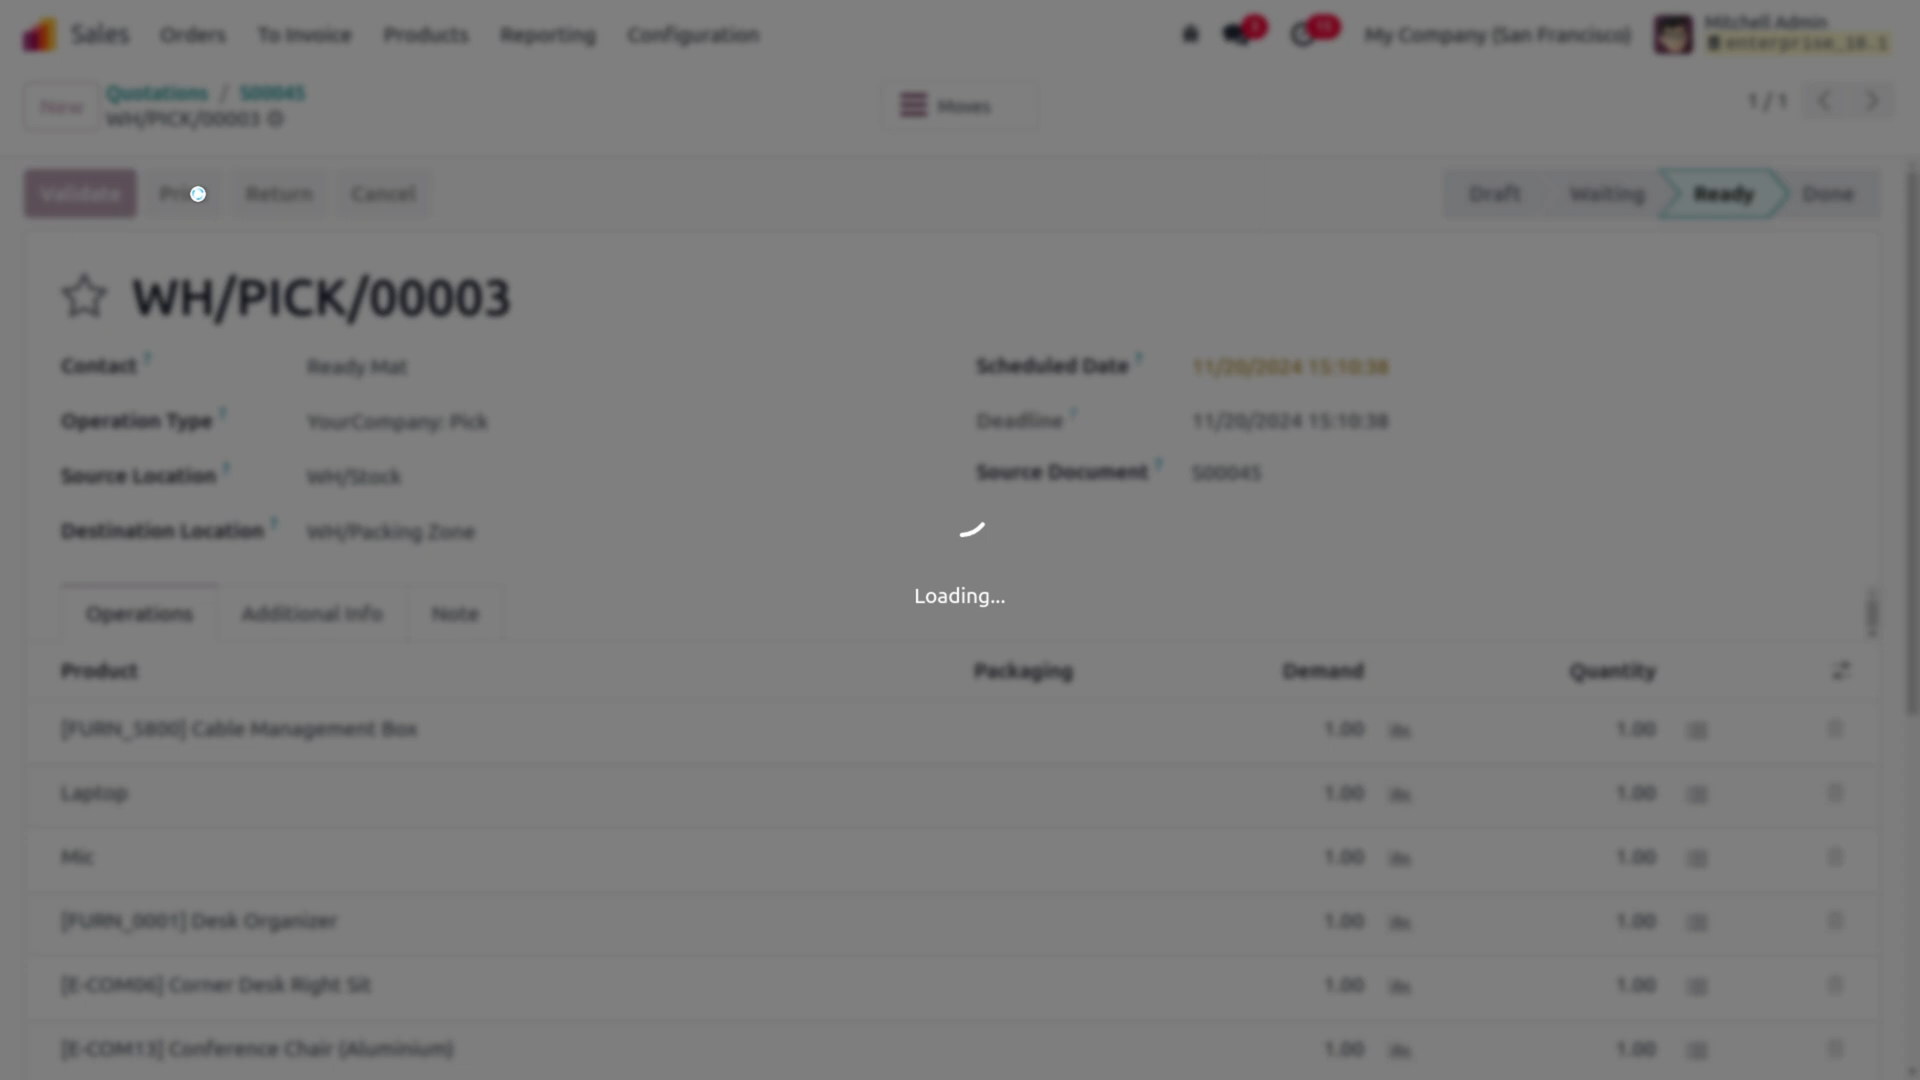 Sales Orders To Invoice Products Reporting Configuration
My Company (San Francisco)
Mitchell Admin
enterprise_18.1
New
Quotations / S00045
WH/PICK/00003
Moves
1 / 1
Validate Return Cancel
Draft Waiting Ready Done
WH/PICK/00003
Contact ? Ready Mat
Scheduled Date ? 11/20/2024 15:10:38
Operation Type ? YourCompany: Pick
Deadline ? 11/20/2024 15:10:38
Source Location ? WH/Stock
Source Document ? S00045
Destination Location ? WH/Packing Zone
Loading...
Operations Additional Info Note
Product Packaging Demand Quantity
[FURN_5800] Cable Management Box 1.00 1.00
Laptop 1.00 1.00
Mic 1.00 1.00
[FURN_0001] Desk Organizer 1.00 1.00
[E-COM06] Corner Desk Right Sit 1.00 1.00
[E-COM13] Conference Chair (Aluminium) 1.00 1.00